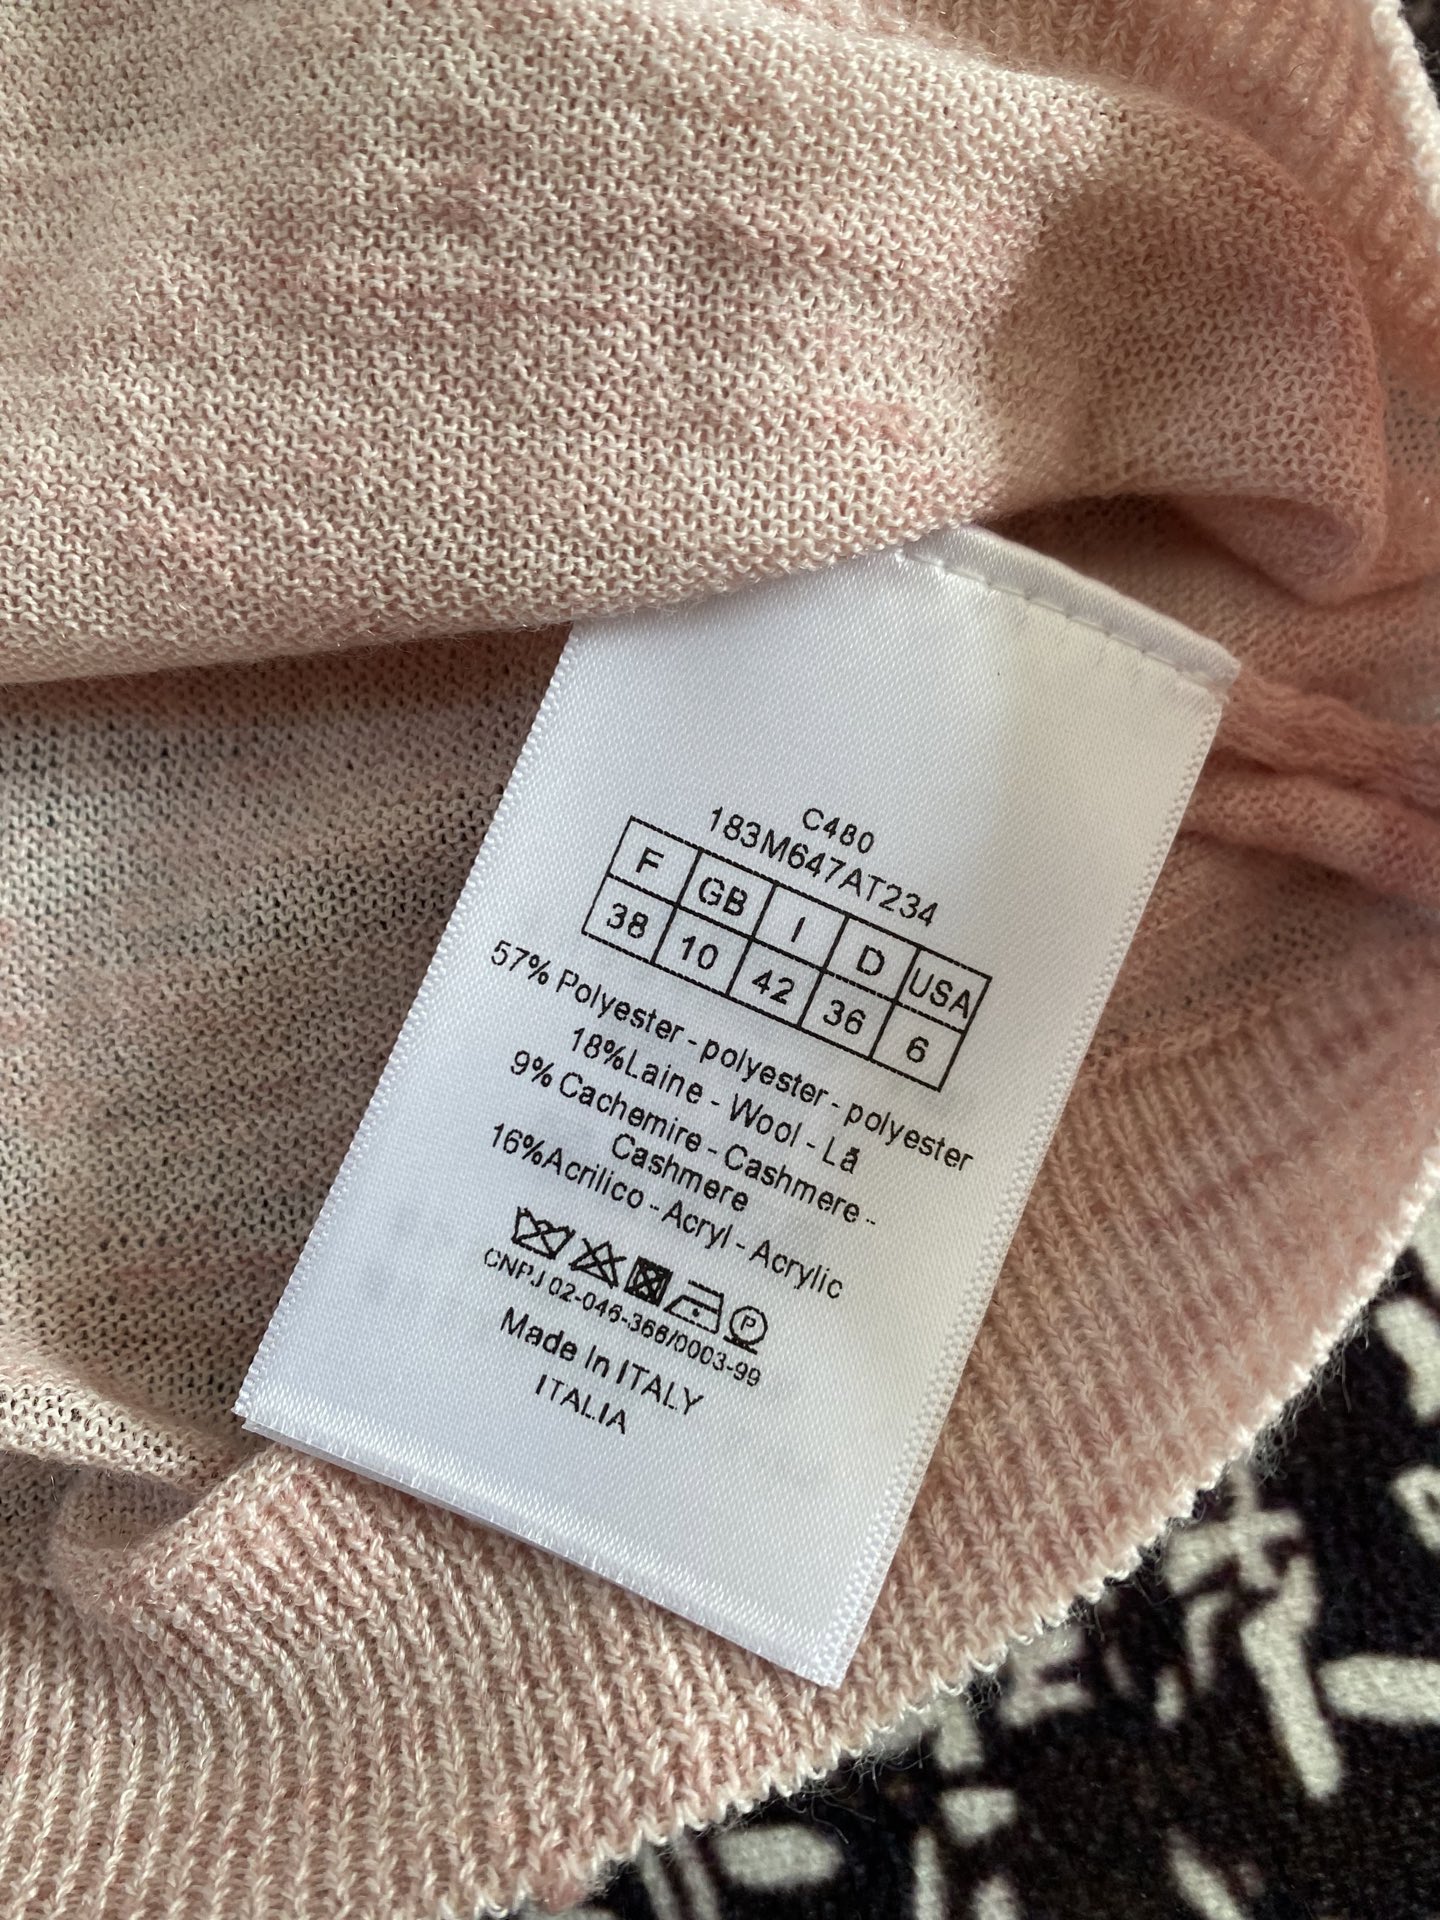 C480
183M647AT234
F GB I D USA
38 10 42 36 6
57% Polyester - polyester - polyester
18%Laine - Wool - Lã
9% Cachemire - Cashmere -
Cashmere
16%Acrilico - Acryl - Acrylic
P
CNPJ 02-046-366/0003-99
Made In ITALY
ITALIA